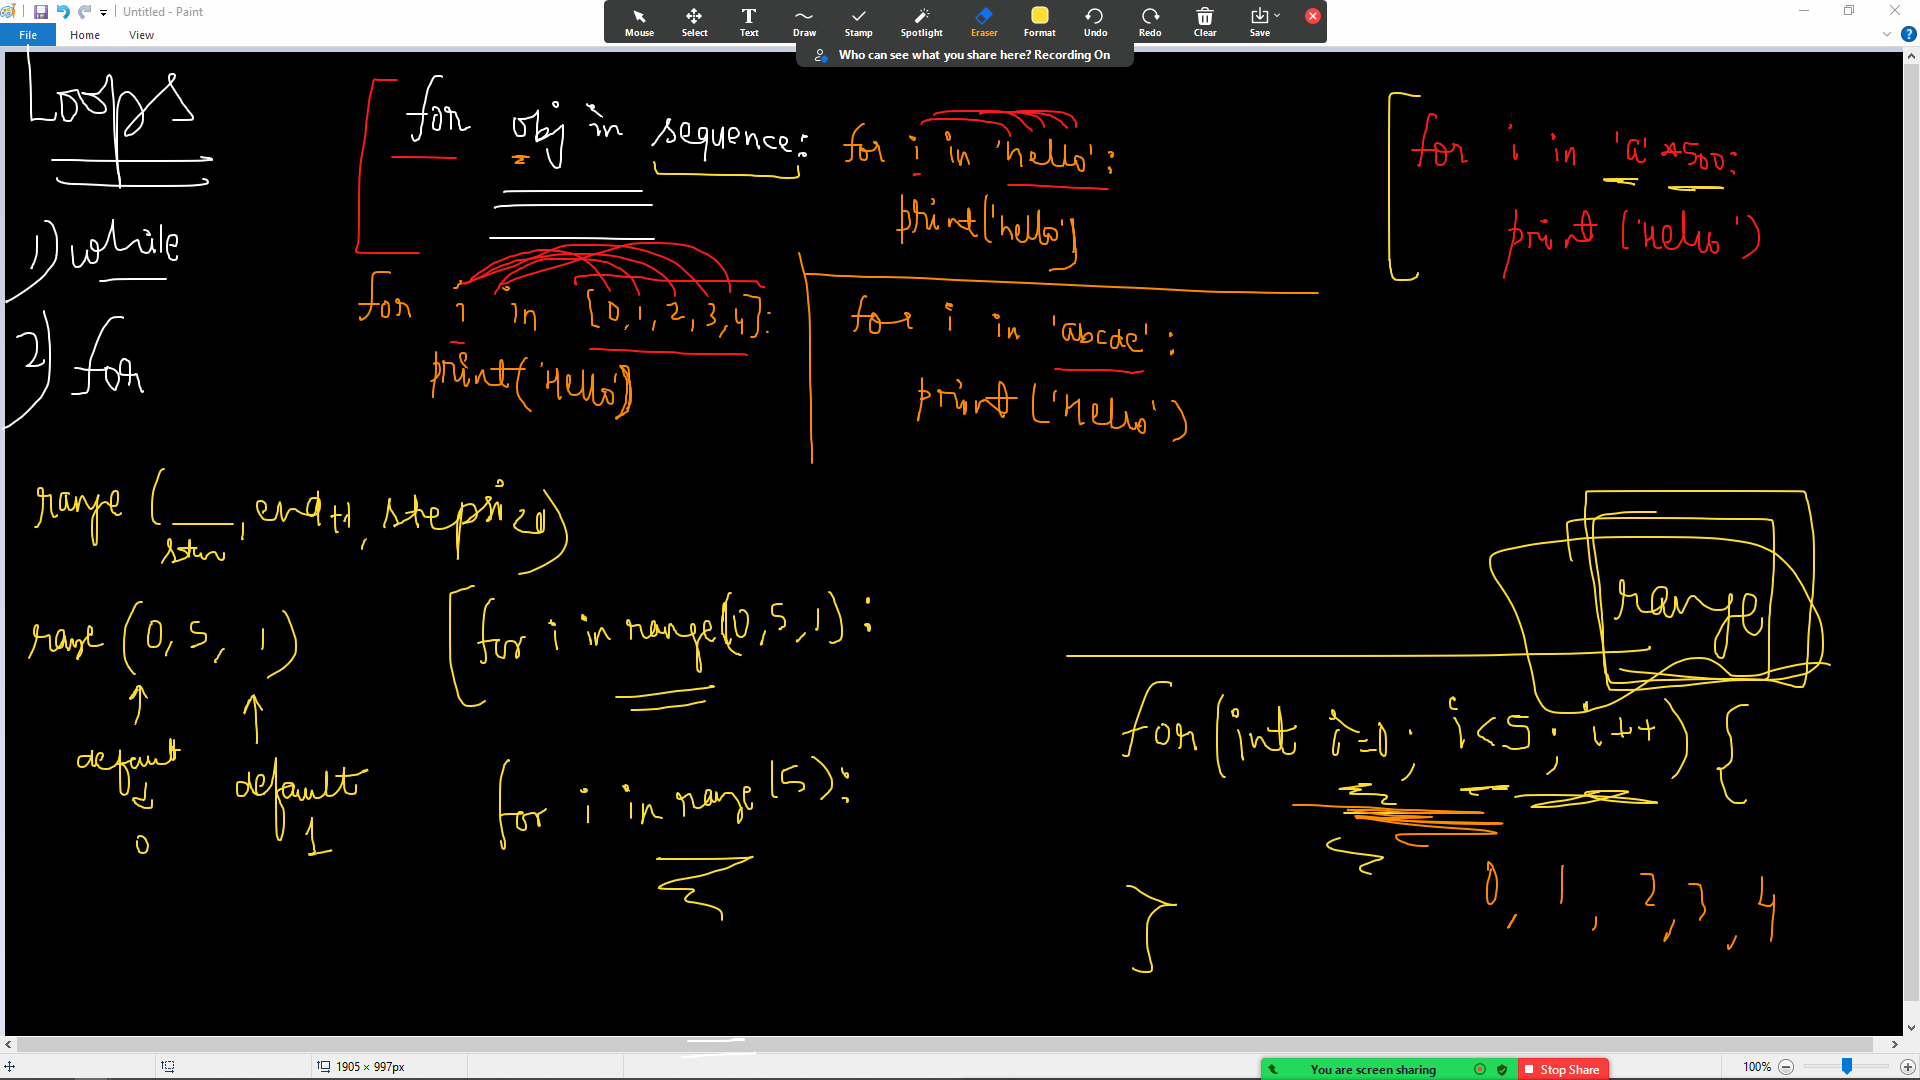 Untitled - Paint
File Home View
Mouse Select Text Draw Stamp Spotlight Eraser Format Undo Redo Clear Save
Who can see what you share here? Recording On
Loops
1) while
2) for
for obj in sequence:
for i in 'hello':
print('hello')
for i in 'a' *500:
print ('Hello')
for i in [0,1,2,3,4]:
print('Hello')
for i in 'abcde':
print ('Hello')
range ( , end+1, stepsize)
range (0, 5, 1)
default
0
default
1
for i in range(0,5,1):
for i in range(5):
range
for(int i=0; i<5; i++) {
}
0, 1, 2, 3, 4
1905 × 997px
You are screen sharing
Stop Share
100%